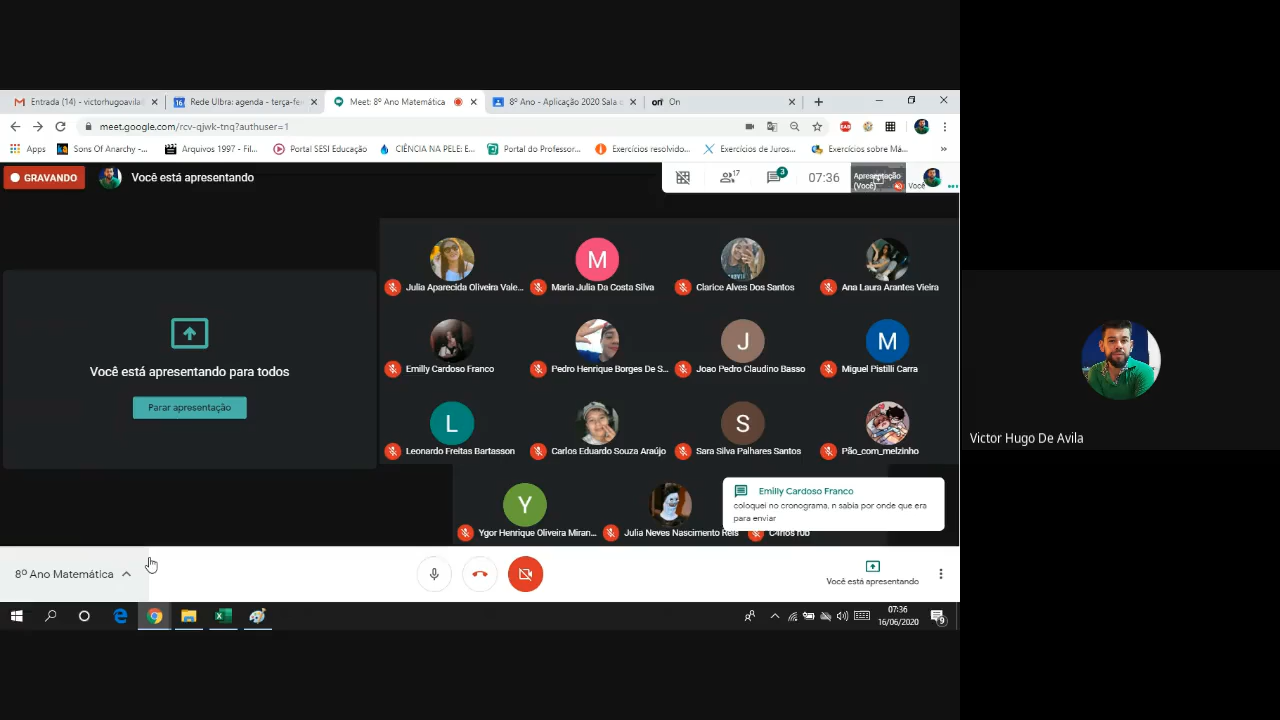 Entrada (14) - victorhugoavila
Rede Ulbra: agenda - terça-fe
Meet: 8º Ano Matemática
8º Ano - Aplicação 2020 Sala d
On
meet.google.com/rcv-qjwk-tnq?authuser=1
Apps
Sons Of Anarchy -...
Arquivos 1997 - Fil...
Portal SESI Educação
CIÊNCIA NA PELE: E...
Portal do Professor...
Exercícios resolvido...
Exercícios de Juros...
Exercícios sobre Má...
»
GRAVANDO
Você está apresentando
17
3
07:36
Apresentação
(Você)
Você
Você está apresentando para todos
Parar apresentação
Julia Aparecida Oliveira Vale...
M
Maria Julia Da Costa Silva
Clarice Alves Dos Santos
Ana Laura Arantes Vieira
Emilly Cardoso Franco
Pedro Henrique Borges De S...
J
Joao Pedro Claudino Basso
M
Miguel Pistilli Carra
L
Leonardo Freitas Bartasson
Carlos Eduardo Souza Araújo
S
Sara Silva Palhares Santos
Pão_com_melzinho
Y
Ygor Henrique Oliveira Miran...
Julia Neves Nascimento Reis
Emilly Cardoso Franco
coloquei no cronograma, n sabia por onde que era
para enviar
8º Ano Matemática
Você está apresentando
07:36
16/06/2020
9
Victor Hugo De Avila